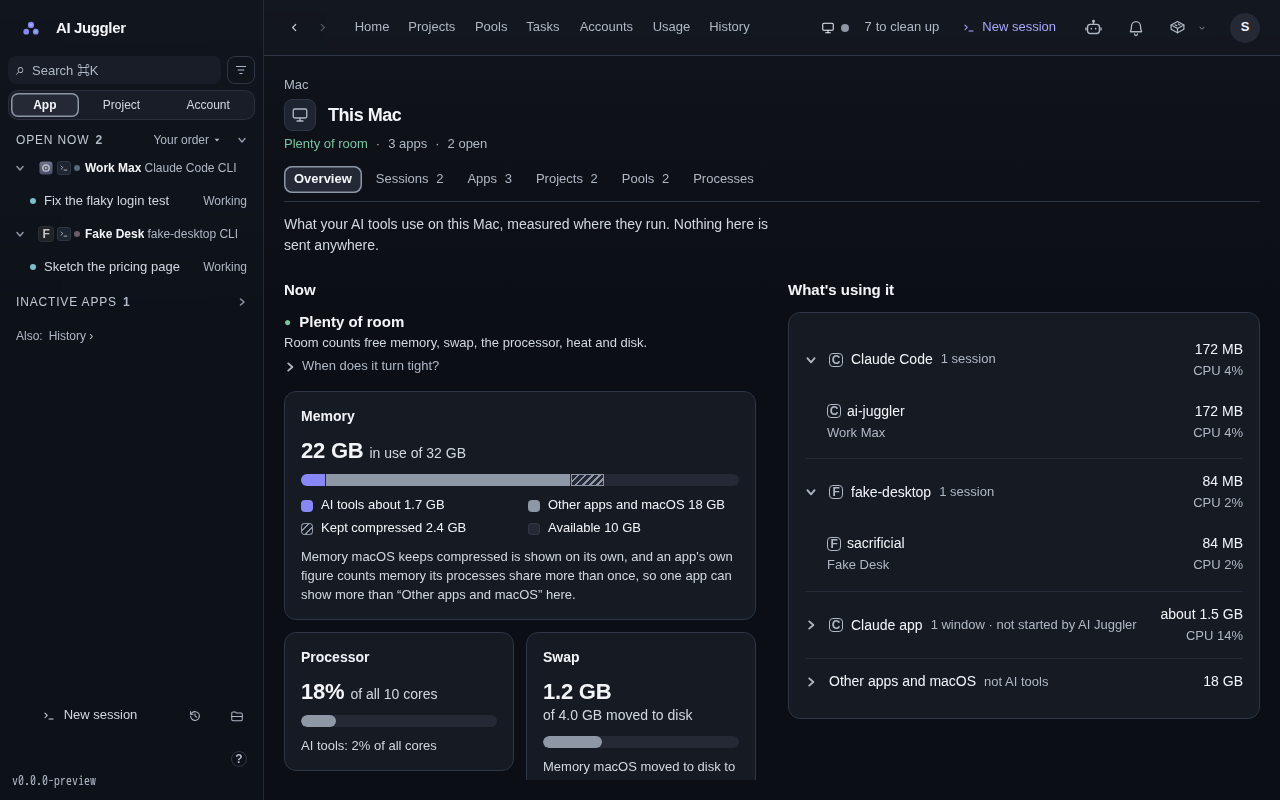 AI Juggler
Home Projects Pools Tasks Accounts Usage History
7 to clean up
New session
S
Search ⌘K
App Project Account
OPEN NOW 2
Your order
Work Max Claude Code CLI
Fix the flaky login test Working
F Fake Desk fake-desktop CLI
Sketch the pricing page Working
INACTIVE APPS 1
Also: History ›
New session
?
v0.0.0-preview
Mac
This Mac
Plenty of room · 3 apps · 2 open
Overview Sessions 2 Apps 3 Projects 2 Pools 2 Processes
What your AI tools use on this Mac, measured where they run. Nothing here is
sent anywhere.
Now
Plenty of room
Room counts free memory, swap, the processor, heat and disk.
When does it turn tight?
Memory
22 GB in use of 32 GB
AI tools about 1.7 GB
Other apps and macOS 18 GB
Kept compressed 2.4 GB
Available 10 GB
Memory macOS keeps compressed is shown on its own, and an app's own
figure counts memory its processes share more than once, so one app can
show more than “Other apps and macOS” here.
Processor
18% of all 10 cores
AI tools: 2% of all cores
Swap
1.2 GB
of 4.0 GB moved to disk
Memory macOS moved to disk to
What's using it
C Claude Code 1 session 172 MB
CPU 4%
C ai-juggler 172 MB
Work Max CPU 4%
F fake-desktop 1 session 84 MB
CPU 2%
F sacrificial 84 MB
Fake Desk CPU 2%
C Claude app 1 window · not started by AI Juggler about 1.5 GB
CPU 14%
Other apps and macOS not AI tools 18 GB